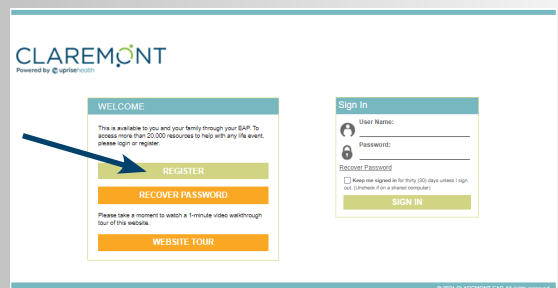 CLAREMONT
Powered by uprisehealth
WELCOME
This is available to you and your family through your EAP. To
access more than 20,000 resources to help with any life event,
please login or register.
REGISTER
RECOVER PASSWORD
Please take a moment to watch a 1-minute video walkthrough
tour of this website.
WEBSITE TOUR
Sign In
User Name:
Password:
Recover Password
Keep me signed in for thirty (30) days unless I sign
out. (Uncheck if on a shared computer)
SIGN IN